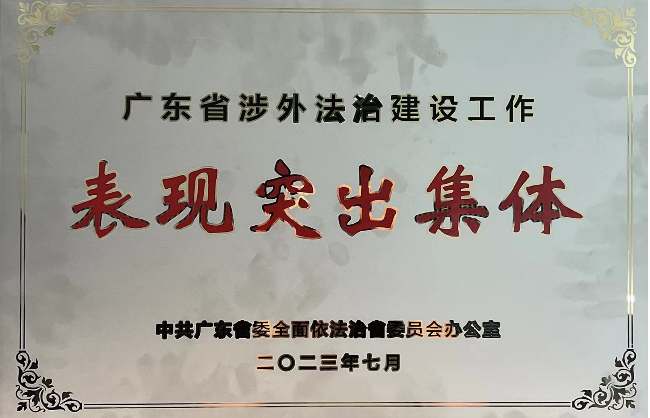 广东省涉外法治建设工作
表现突出集体
中共广东省委全面依法治省委员会办公室
二〇二三年七月